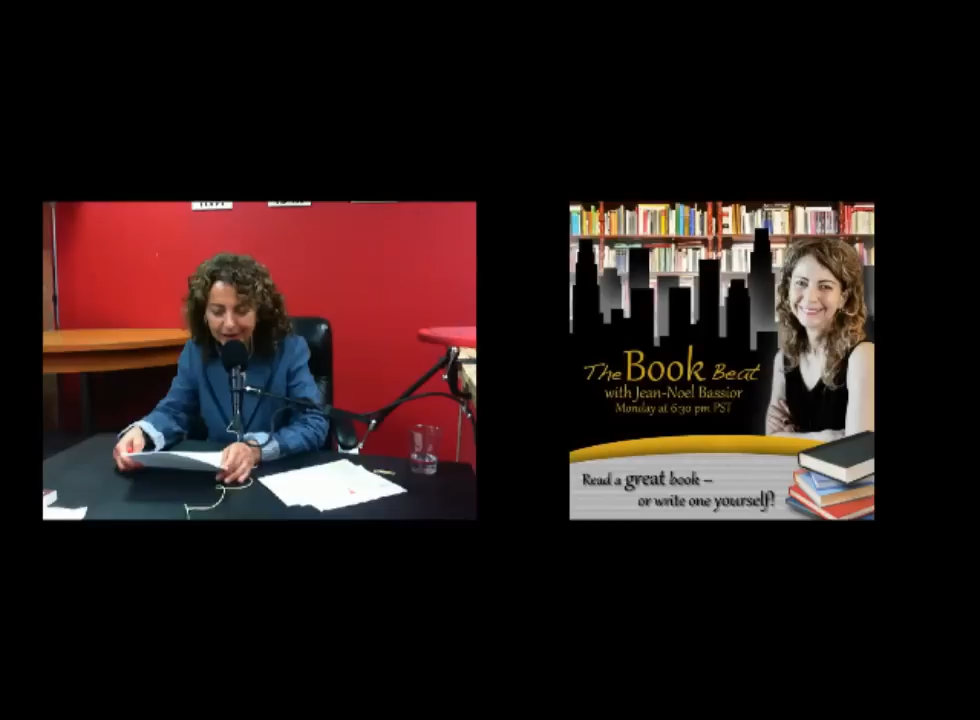 The Book Beat
with Jean-Noel Bassior
Monday at 6:30 pm PST
Read a great book –
or write one yourself!